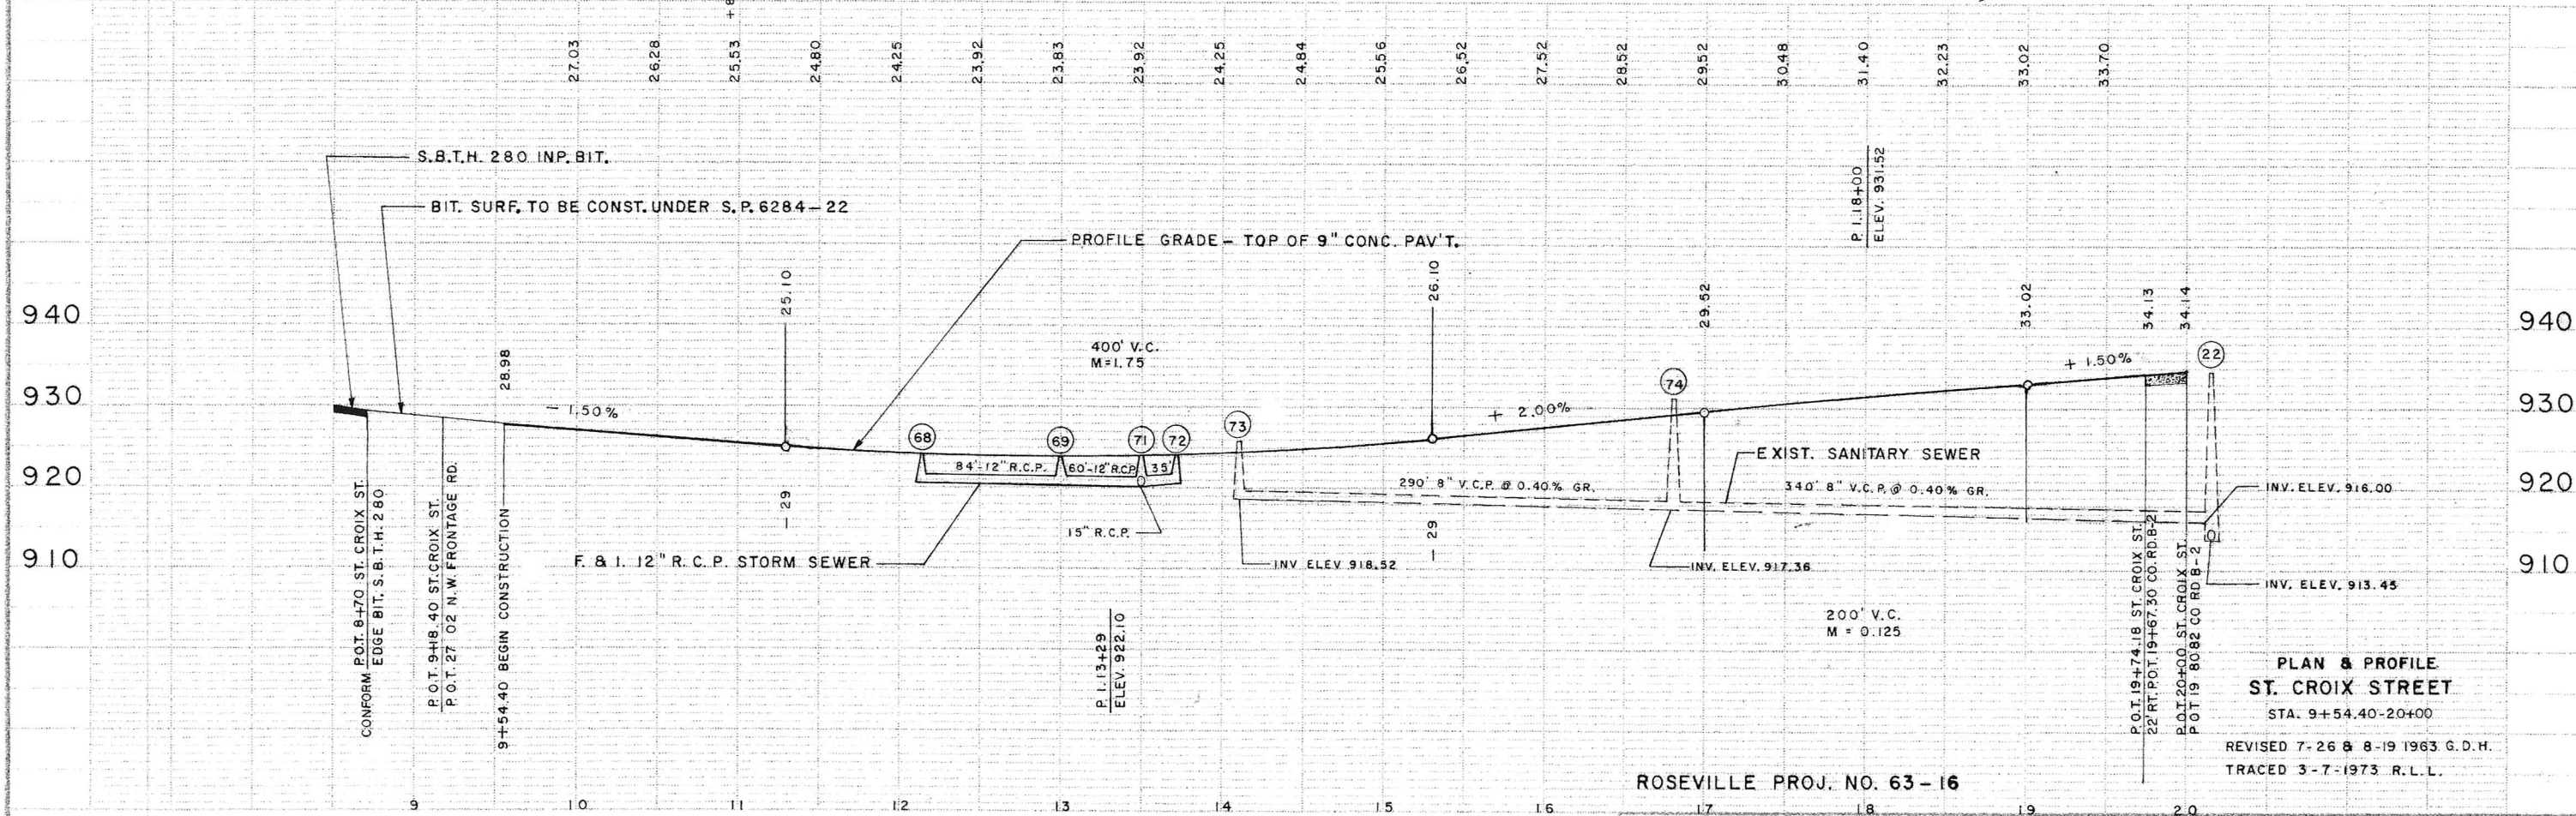 27.03
26.28
25.53
24.80
24.25
23.92
23.83
23.92
24.25
24.84
25.56
26.52
27.52
28.52
29.52
30.48
31.40
32.23
33.02
33.70
S.B.T.H. 280 INP. BIT.
BIT. SURF. TO BE CONST. UNDER S.P. 6284-22
PROFILE GRADE - TOP OF 9" CONC. PAV'T.
P.I. 18+00
ELEV. 931.52
25.10
26.10
29.52
33.02
34.13
34.14
940
940
400' V.C.
M=1.75
28.98
930
930
- 1.50%
+ 2.00%
+ 1.50%
22
74
73
68
69
71
72
84'-12" R.C.P.
60'-12" R.C.P.
35'
920
920
EXIST. SANITARY SEWER
290' 8" V.C.P. @ 0.40% GR.
340' 8" V.C.P. @ 0.40% GR.
INV. ELEV. 916.00
- 29
- 29
15" R.C.P.
F. & I. 12" R.C.P. STORM SEWER
INV ELEV 918.52
INV. ELEV. 917.36
INV. ELEV. 913.45
910
910
CONFORM P.O.T. 8+70 ST. CROIX ST.
EDGE BIT. S.B.T.H. 280
P.O.T. 9+18.40 ST. CROIX ST.
P.O.T. 27 02 N.W. FRONTAGE RD.
9+54.40 BEGIN CONSTRUCTION
P.I. 13+29
ELEV. 922.10
200' V.C.
M = 0.125
P.O.T. 19+74.18 ST. CROIX ST.
22' RT. P.O.T. 19+67.30 CO. RD. B-2
P.O.T. 20+00 ST. CROIX ST.
P O T 19 80.82 CO RD B-2
PLAN & PROFILE
ST. CROIX STREET
STA. 9+54.40-20+00
REVISED 7-26 & 8-19 1963 G.D.H.
TRACED 3-7-1973 R.L.L.
ROSEVILLE PROJ. NO. 63-16
9 10 11 12 13 14 15 16 17 18 19 20